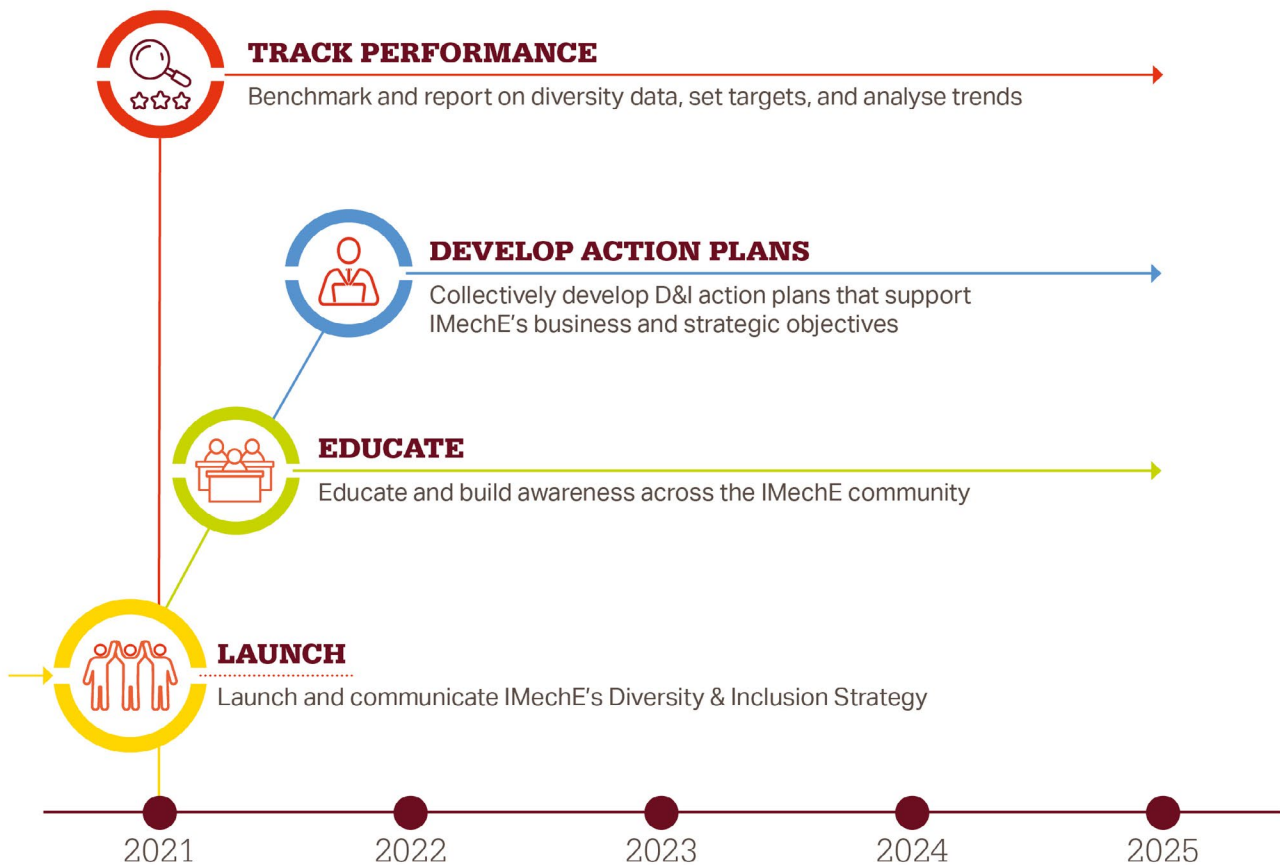 TRACK PERFORMANCE
Benchmark and report on diversity data, set targets, and analyse trends
DEVELOP ACTION PLANS
Collectively develop D&I action plans that support
IMechE’s business and strategic objectives
EDUCATE
Educate and build awareness across the IMechE community
LAUNCH
Launch and communicate IMechE’s Diversity & Inclusion Strategy
2021 2022 2023 2024 2025